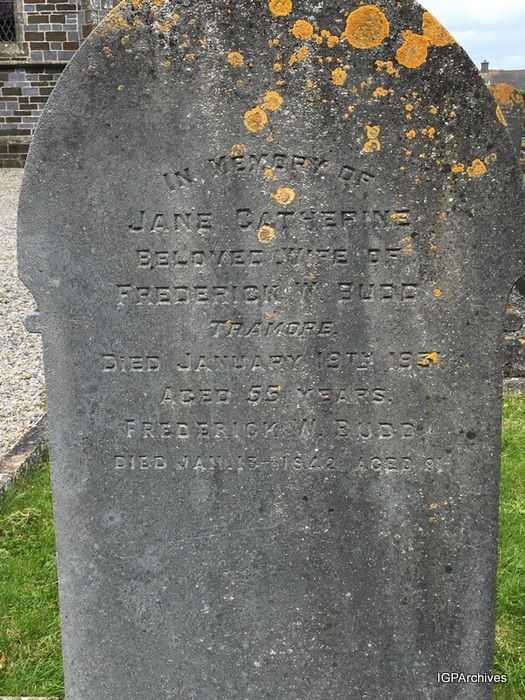 IN MEMORY OF
JANE CATHERINE
BELOVED WIFE OF
FREDERICK W. BUDD
TRAMORE.
DIED JANUARY 19TH
AGED 55 YEARS.
FREDERICK W. BUDD
DIED JAN. 13TH 1942 AGED
IGPArchives